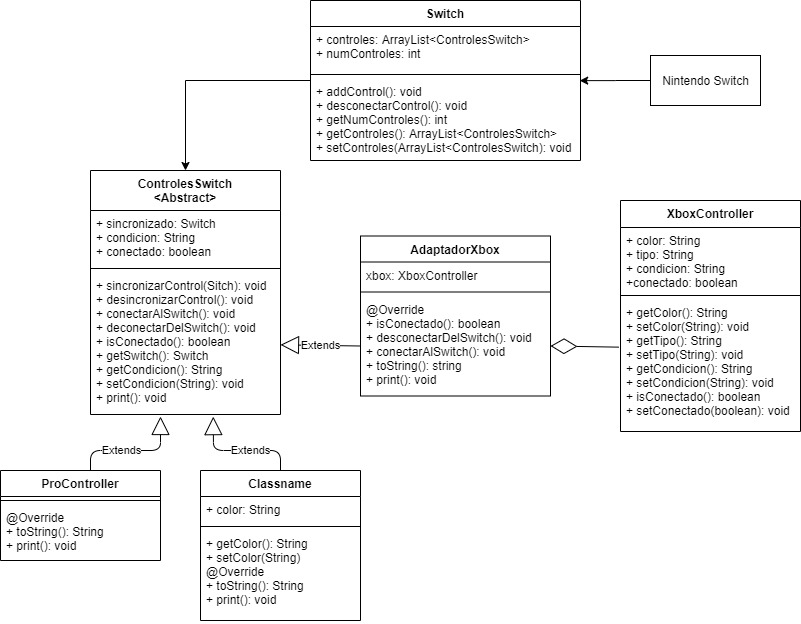 Switch
+ controles: ArrayList<ControlesSwitch>
+ numControles: int
+ addControl(): void
+ desconectarControl(): void
+ getNumControles(): int
+ getControles(): ArrayList<ControlesSwitch>
+ setControles(ArrayList<ControlesSwitch): void
Nintendo Switch
ControlesSwitch
<Abstract>
+ sincronizado: Switch
+ condicion: String
+ conectado: boolean
+ sincronizarControl(Sitch): void
+ desincronizarControl(): void
+ conectarAlSwitch(): void
+ deconectarDelSwitch(): void
+ isConectado(): boolean
+ getSwitch(): Switch
+ getCondicion(): String
+ setCondicion(String): void
+ print(): void
Extends
AdaptadorXbox
xbox: XboxController
@Override
+ isConectado(): boolean
+ desconectarDelSwitch(): void
+ conectarAlSwitch(): void
+ toString(): string
+ print(): void
XboxController
+ color: String
+ tipo: String
+ condicion: String
+conectado: boolean
+ getColor(): String
+ setColor(String): void
+ getTipo(): String
+ setTipo(String): void
+ getCondicion(): String
+ setCondicion(String): void
+ isConectado(): boolean
+ setConectado(boolean): void
Extends
Extends
ProController
@Override
+ toString(): String
+ print(): void
Classname
+ color: String
+ getColor(): String
+ setColor(String)
@Override
+ toString(): String
+ print(): void